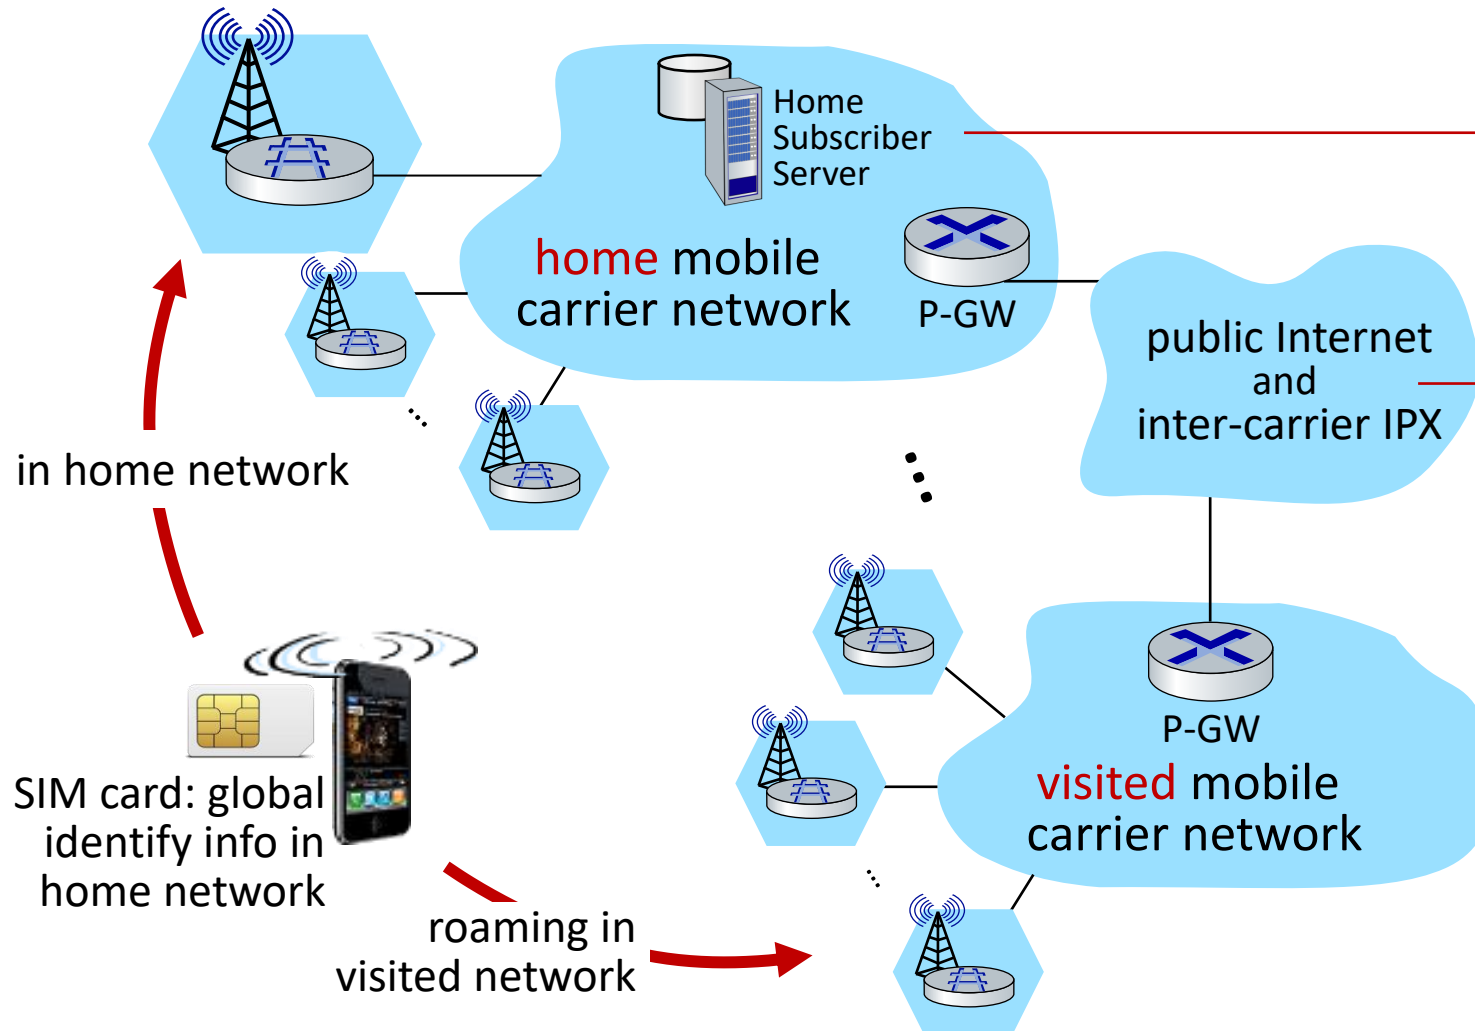 Home
Subscriber
Server
home mobile
carrier network
P-GW
public Internet
and
inter-carrier IPX
in home network
SIM card: global
identify info in
home network
P-GW
visited mobile
carrier network
roaming in
visited network